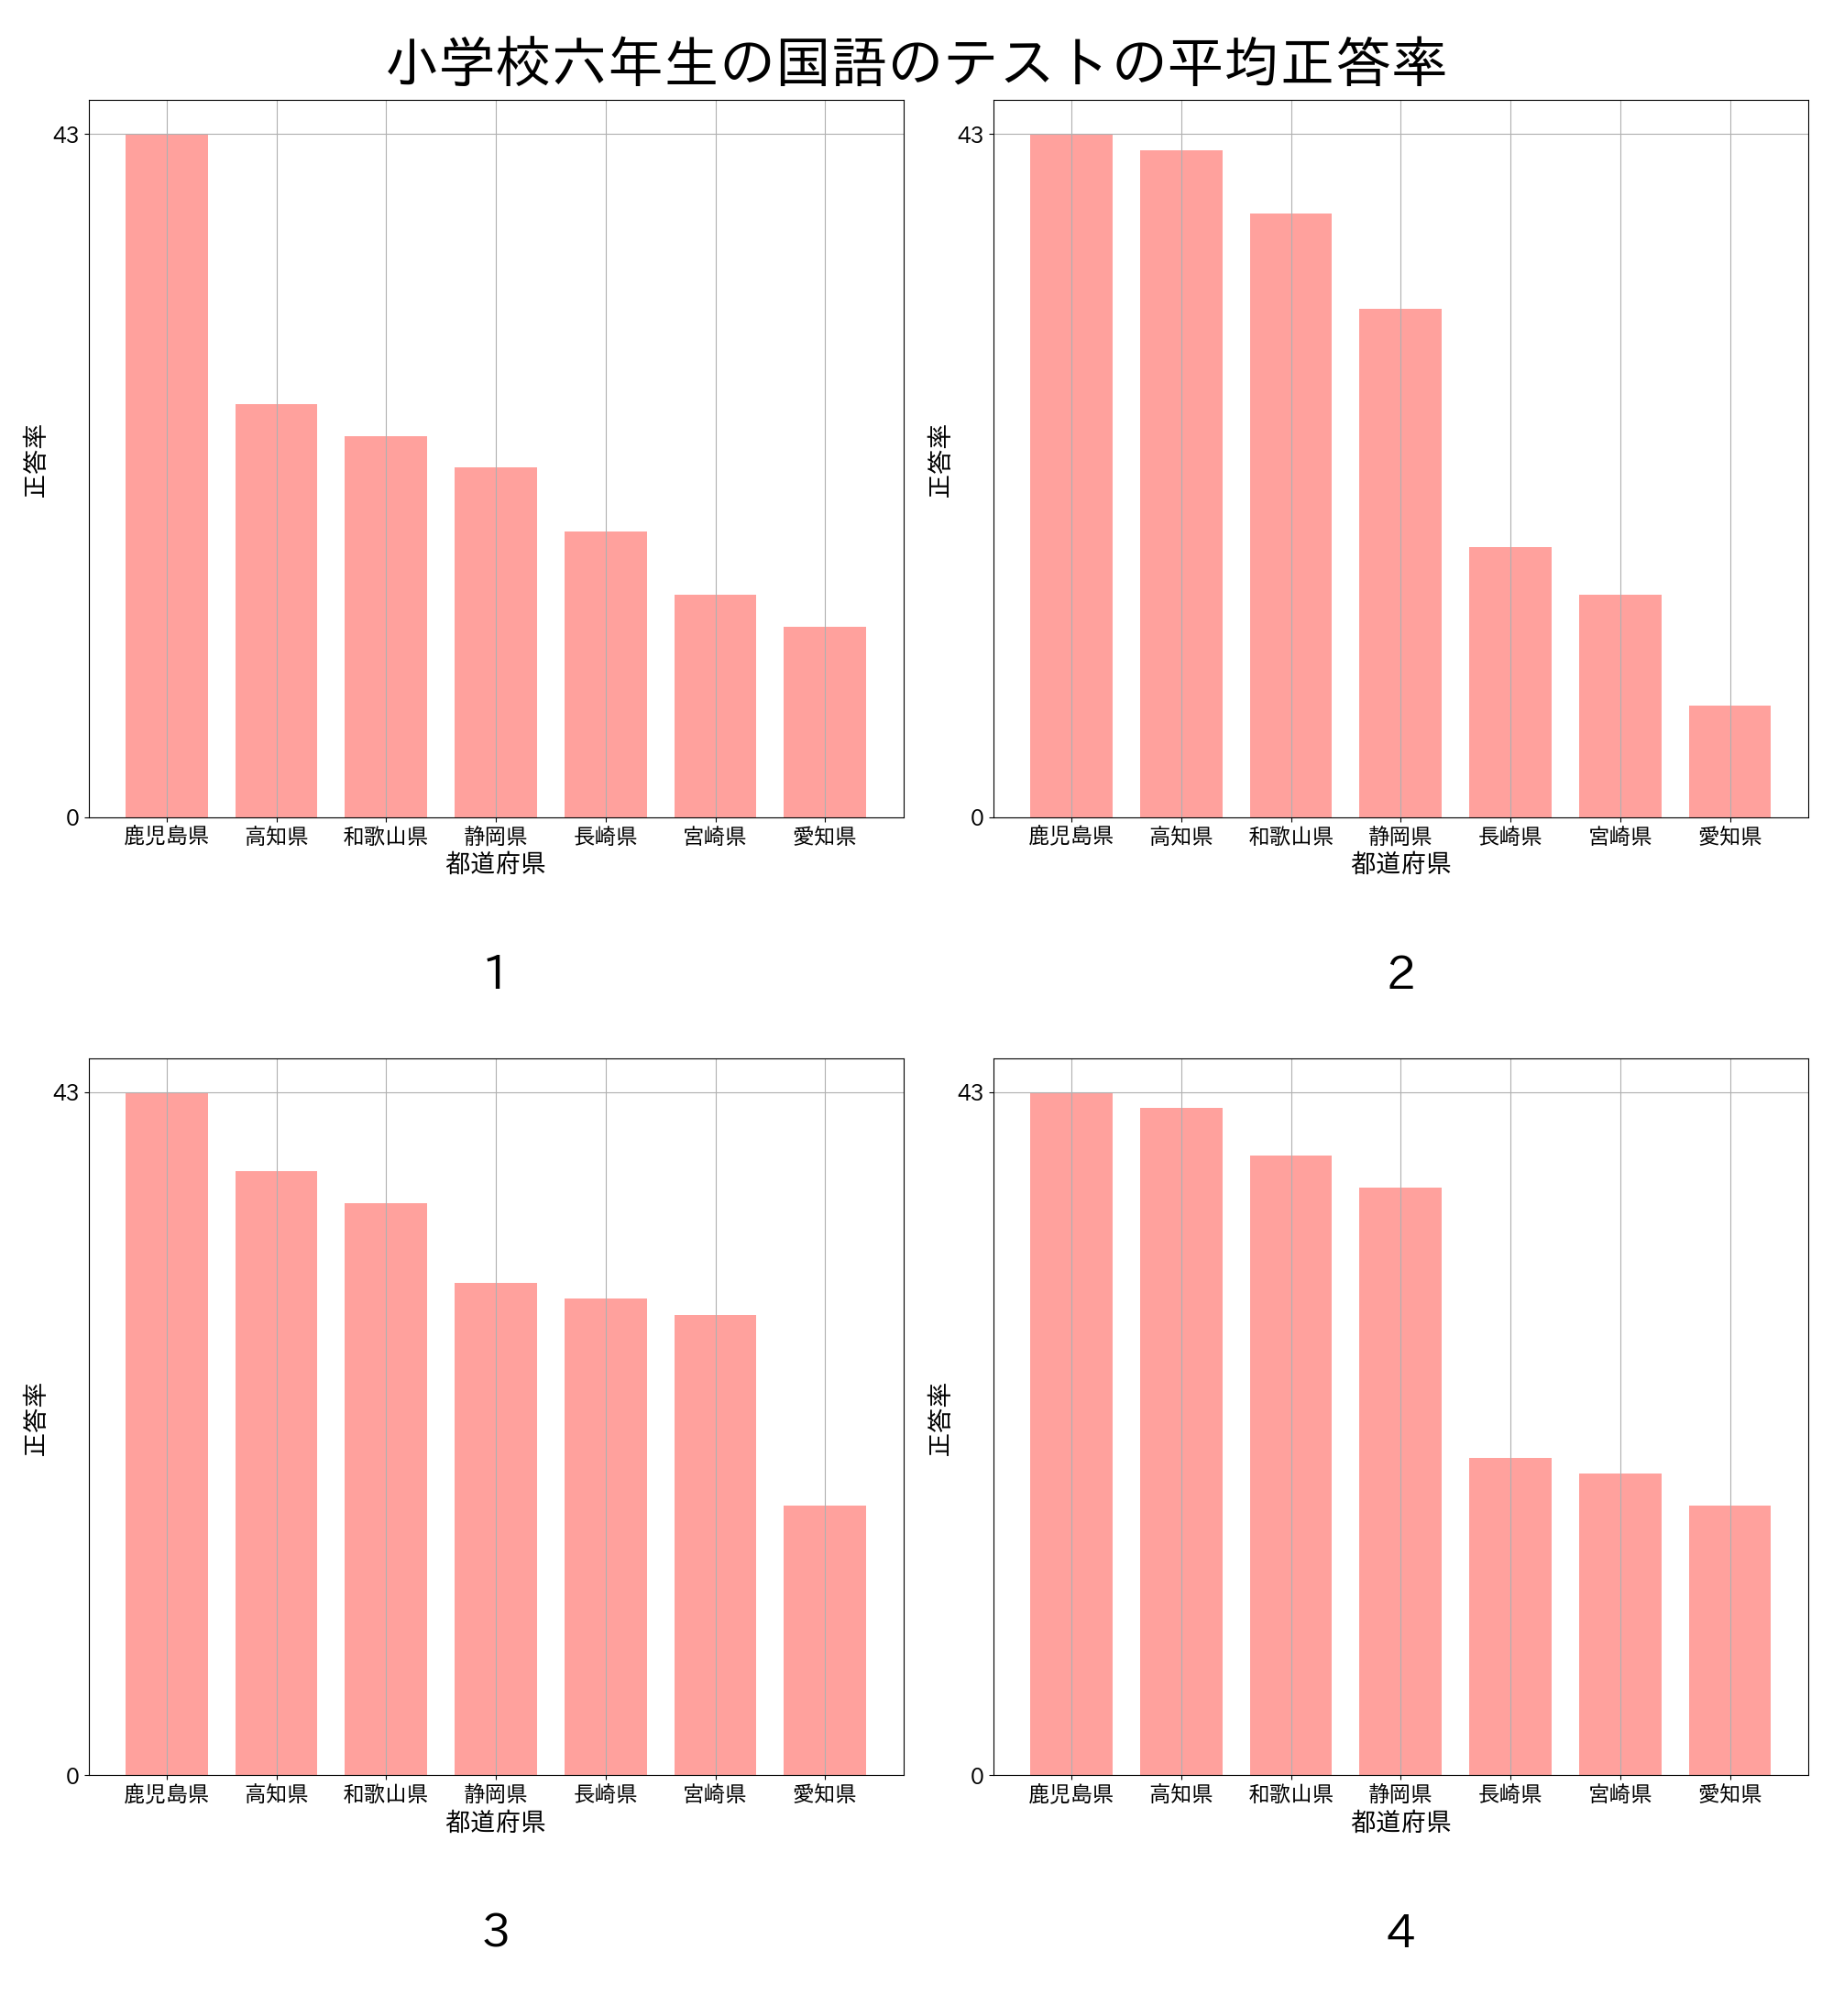 小学校六年生の国語のテストの平均正答率
43
0
正答率
鹿児島県 高知県 和歌山県 静岡県 長崎県 宮崎県 愛知県
都道府県
1
43
0
正答率
鹿児島県 高知県 和歌山県 静岡県 長崎県 宮崎県 愛知県
都道府県
2
43
0
正答率
鹿児島県 高知県 和歌山県 静岡県 長崎県 宮崎県 愛知県
都道府県
3
43
0
正答率
鹿児島県 高知県 和歌山県 静岡県 長崎県 宮崎県 愛知県
都道府県
4